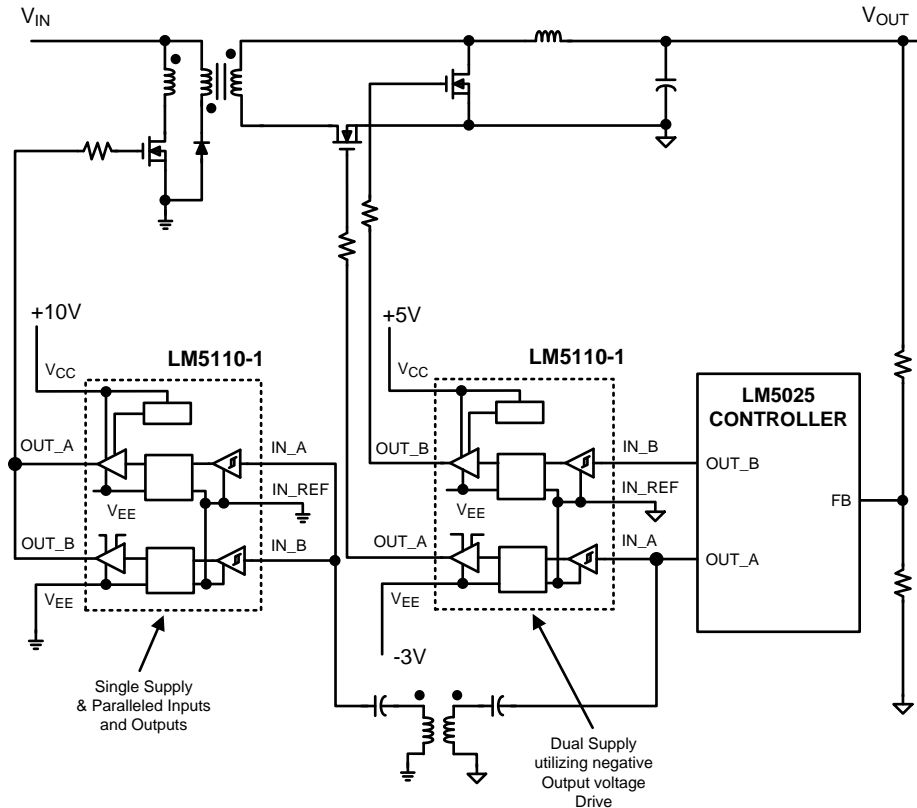 VIN
VOUT
+10V
+5V
LM5110-1
LM5110-1
VCC
VCC
LM5025
CONTROLLER
OUT_A
IN_A
OUT_B
IN_B
OUT_B
IN_REF
IN_REF
FB
VEE
VEE
OUT_B
IN_B
OUT_A
IN_A
OUT_A
VEE
VEE
-3V
Single Supply
& Paralleled Inputs
and Outputs
Dual Supply
utilizing negative
Output voltage
Drive